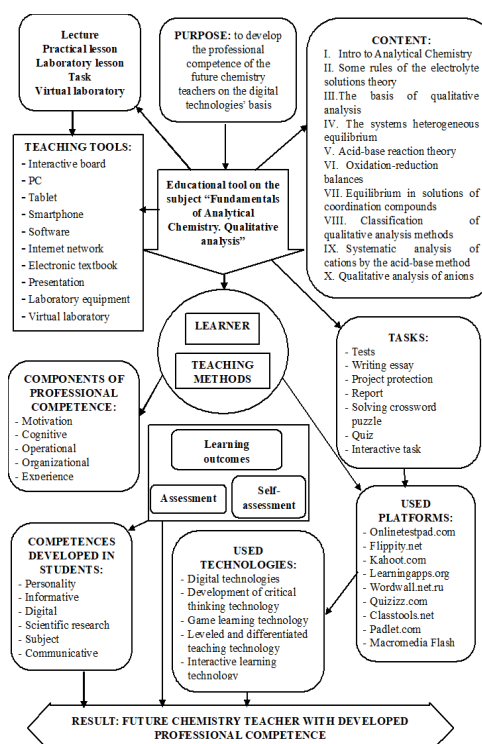 Lecture
Practical lesson
Laboratory lesson
Task
Virtual laboratory
PURPOSE: to develop
the professional
competence of the
future chemistry
teachers on the digital
technologies’ basis
CONTENT:
I. Intro to Analytical Chemistry
II. Some rules of the electrolyte
solutions theory
III.The basis of qualitative
analysis
IV. The systems heterogeneous
equilibrium
V. Acid-base reaction theory
VI. Oxidation-reduction
balances
VII. Equilibrium in solutions of
coordination compounds
VIII. Classification of
qualitative analysis methods
IX. Systematic analysis of
cations by the acid-base method
X. Qualitative analysis of anions
TEACHING TOOLS:
- Interactive board
- PC
- Tablet
- Smartphone
- Software
- Internet network
- Electronic textbook
- Presentation
- Laboratory equipment
- Virtual laboratory
Educational tool on the
subject “Fundamentals
of Analytical
Chemistry. Qualitative
analysis”
LEARNER
TEACHING
METHODS
TASKS:
- Tests
- Writing essay
- Project protection
- Report
- Solving crossword
puzzle
- Quiz
- Interactive task
COMPONENTS OF
PROFESSIONAL
COMPETENCE:
- Motivation
- Cognitive
- Operational
- Organizational
- Experience
Learning
outcomes
Assessment
Self-
assessment
COMPETENCES
DEVELOPED IN
STUDENTS:
- Personality
- Informative
- Digital
- Scientific research
- Subject
- Communicative
USED
TECHNOLOGIES:
- Digital technologies
- Development of critical
thinking technology
- Game learning technology
- Leveled and differentiated
teaching technology
- Interactive learning
technology
USED
PLATFORMS:
- Onlinetestpad.com
- Flippity.net
- Kahoot.com
- Learningapps.org
- Wordwall.net.ru
- Quizizz.com
- Classtools.net
- Padlet.com
- Macromedia Flash
RESULT: FUTURE CHEMISTRY TEACHER WITH DEVELOPED
PROFESSIONAL COMPETENCE